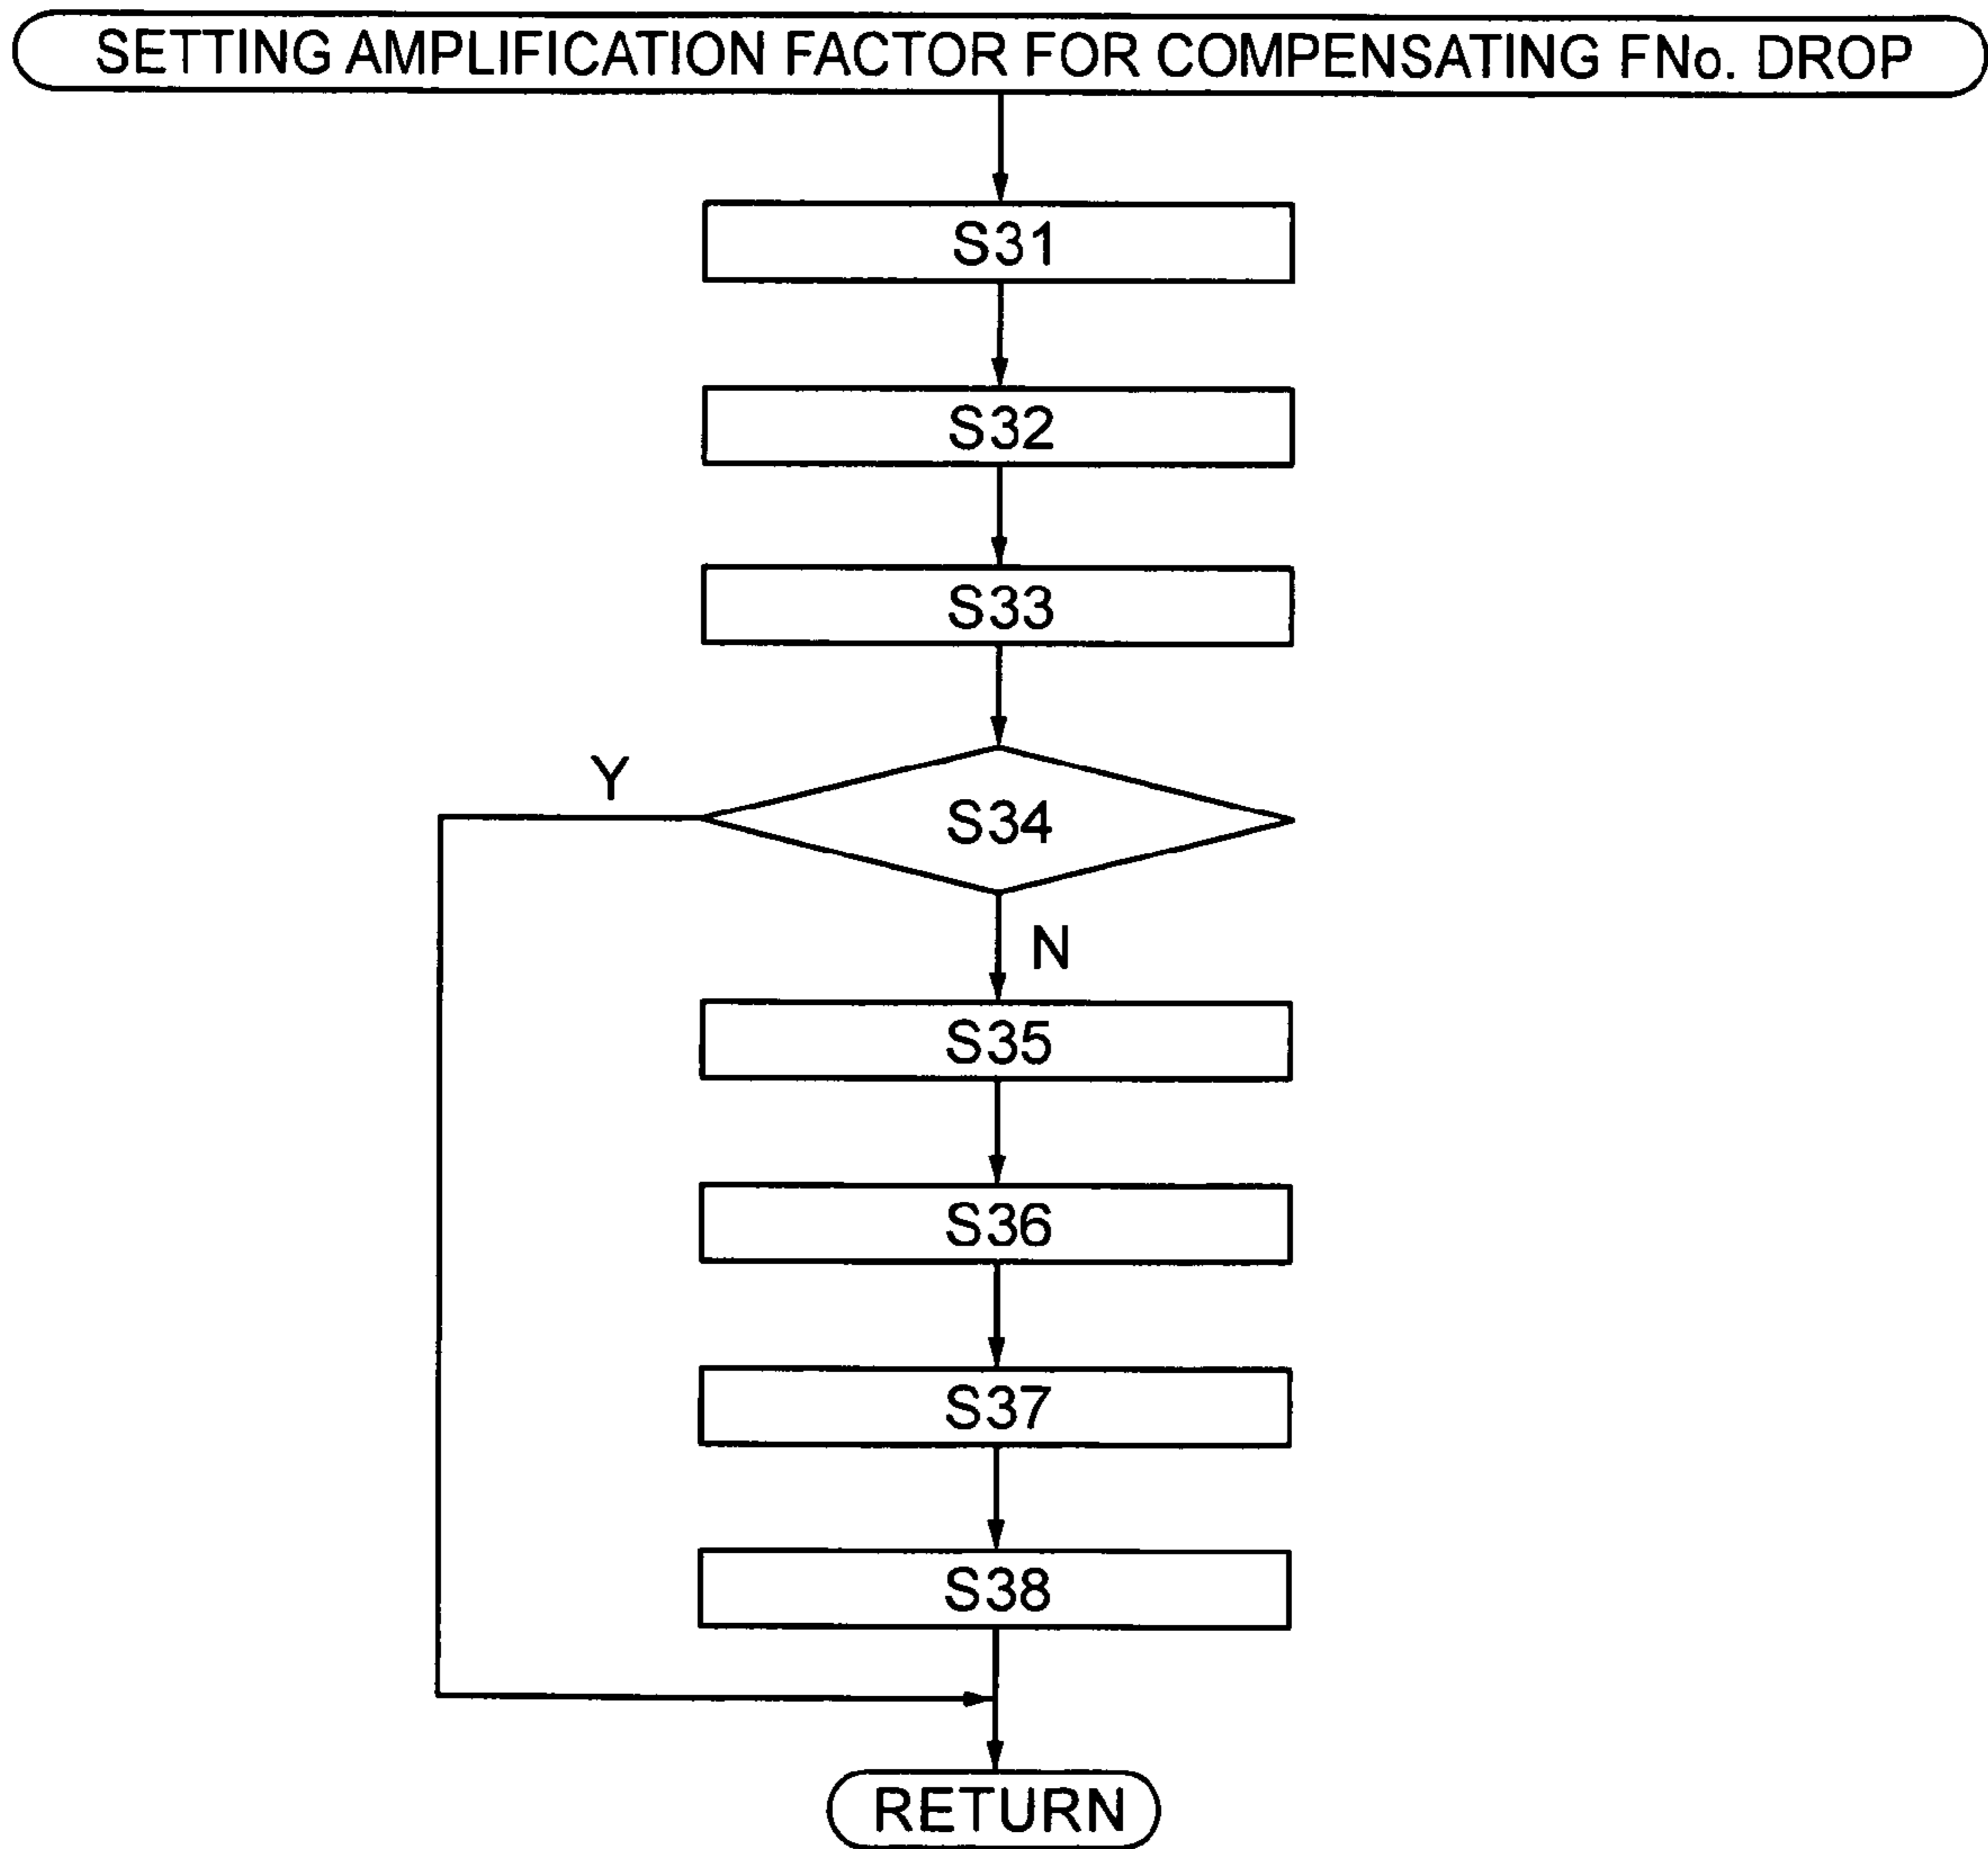 SETTING AMPLIFICATION FACTOR FOR COMPENSATING FNo. DROP
S31
S32
S33
Y
S34
N
S35
S36
S37
S38
RETURN